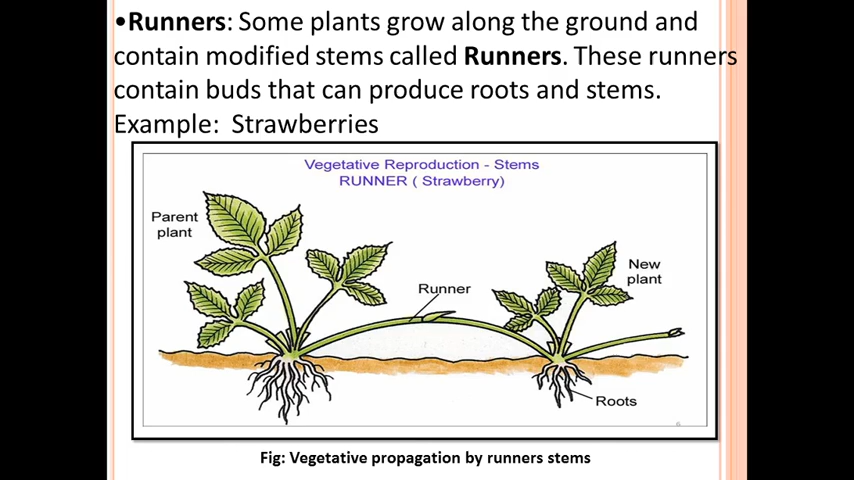 •Runners: Some plants grow along the ground and
contain modified stems called Runners. These runners
contain buds that can produce roots and stems.
Example: Strawberries
Vegetative Reproduction - Stems
RUNNER ( Strawberry)
Parent
plant
Runner
New
plant
Roots
6
Fig: Vegetative propagation by runners stems